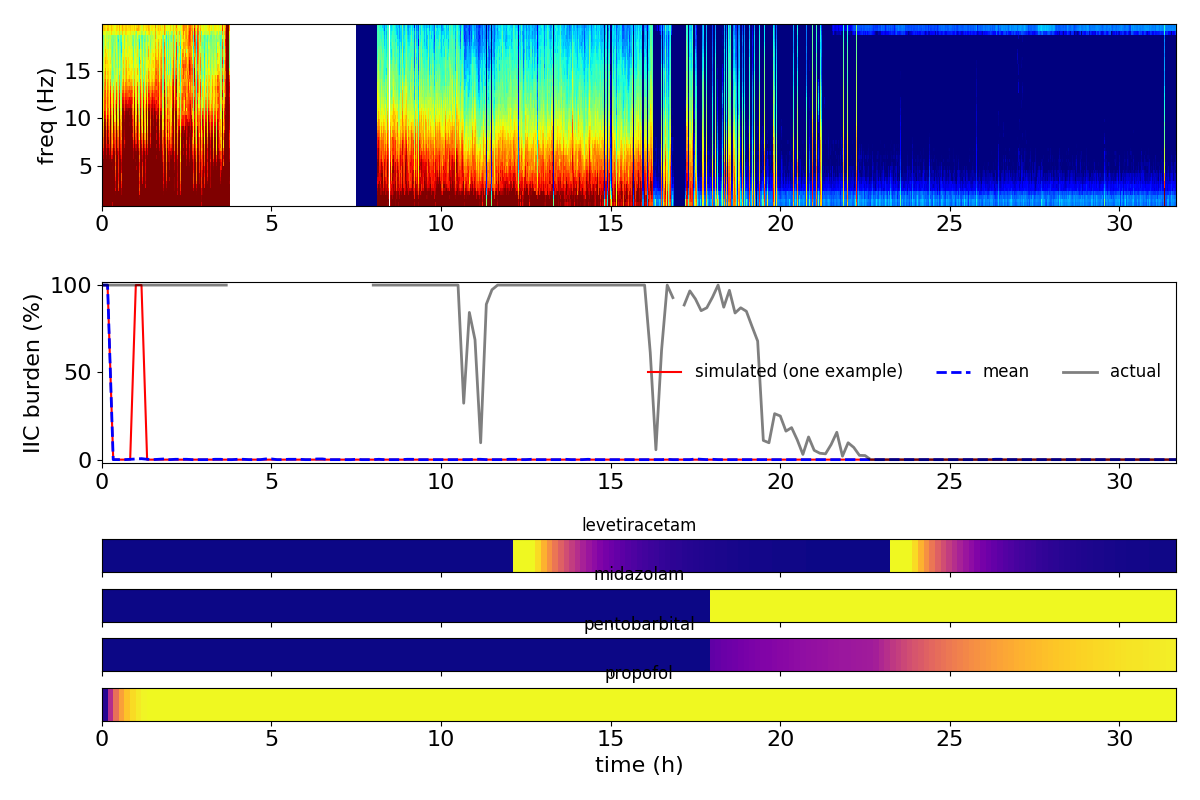 freq (Hz)
15
10
5
0 5 10 15 20 25 30
IIC burden (%)
100
50
0
simulated (one example) mean actual
0 5 10 15 20 25 30
levetiracetam
midazolam
pentobarbital
propofol
0 5 10 15 20 25 30
time (h)